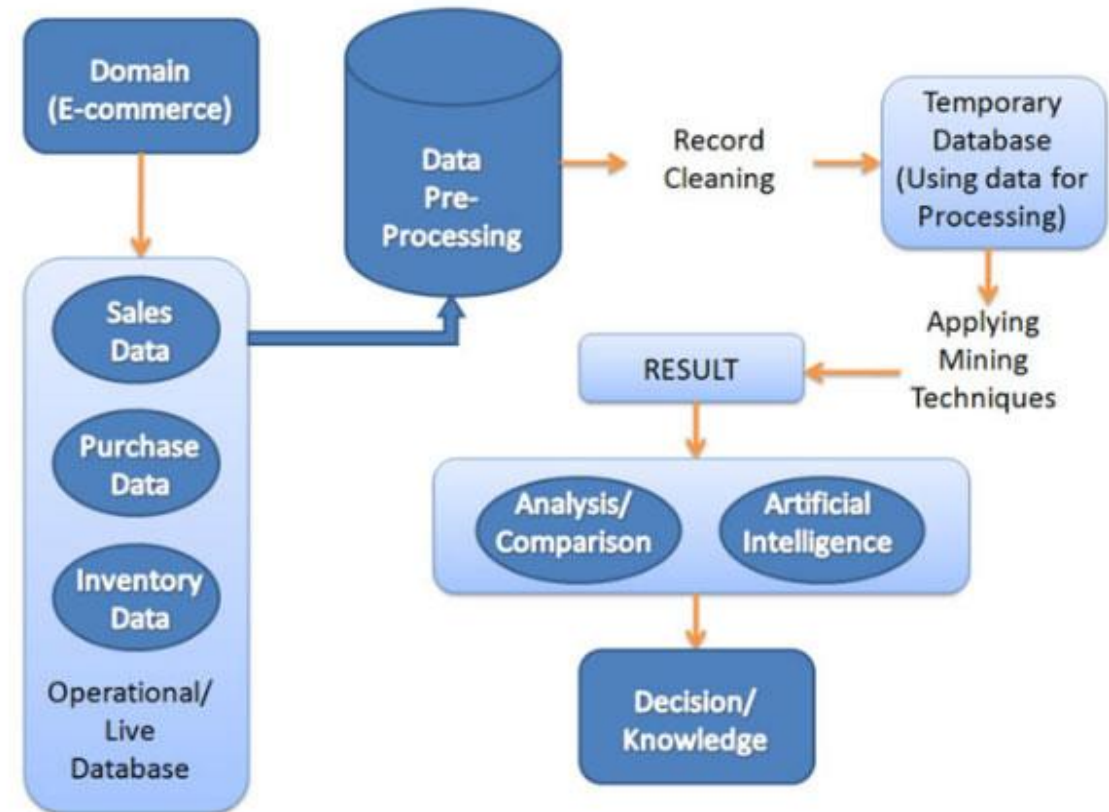 Domain
(E-commerce)
Sales
Data
Purchase
Data
Inventory
Data
Operational/
Live
Database
Data
Pre-
Processing
Record
Cleaning
Temporary
Database
(Using data for
Processing)
Applying
Mining
Techniques
RESULT
Analysis/
Comparison
Artificial
Intelligence
Decision/
Knowledge